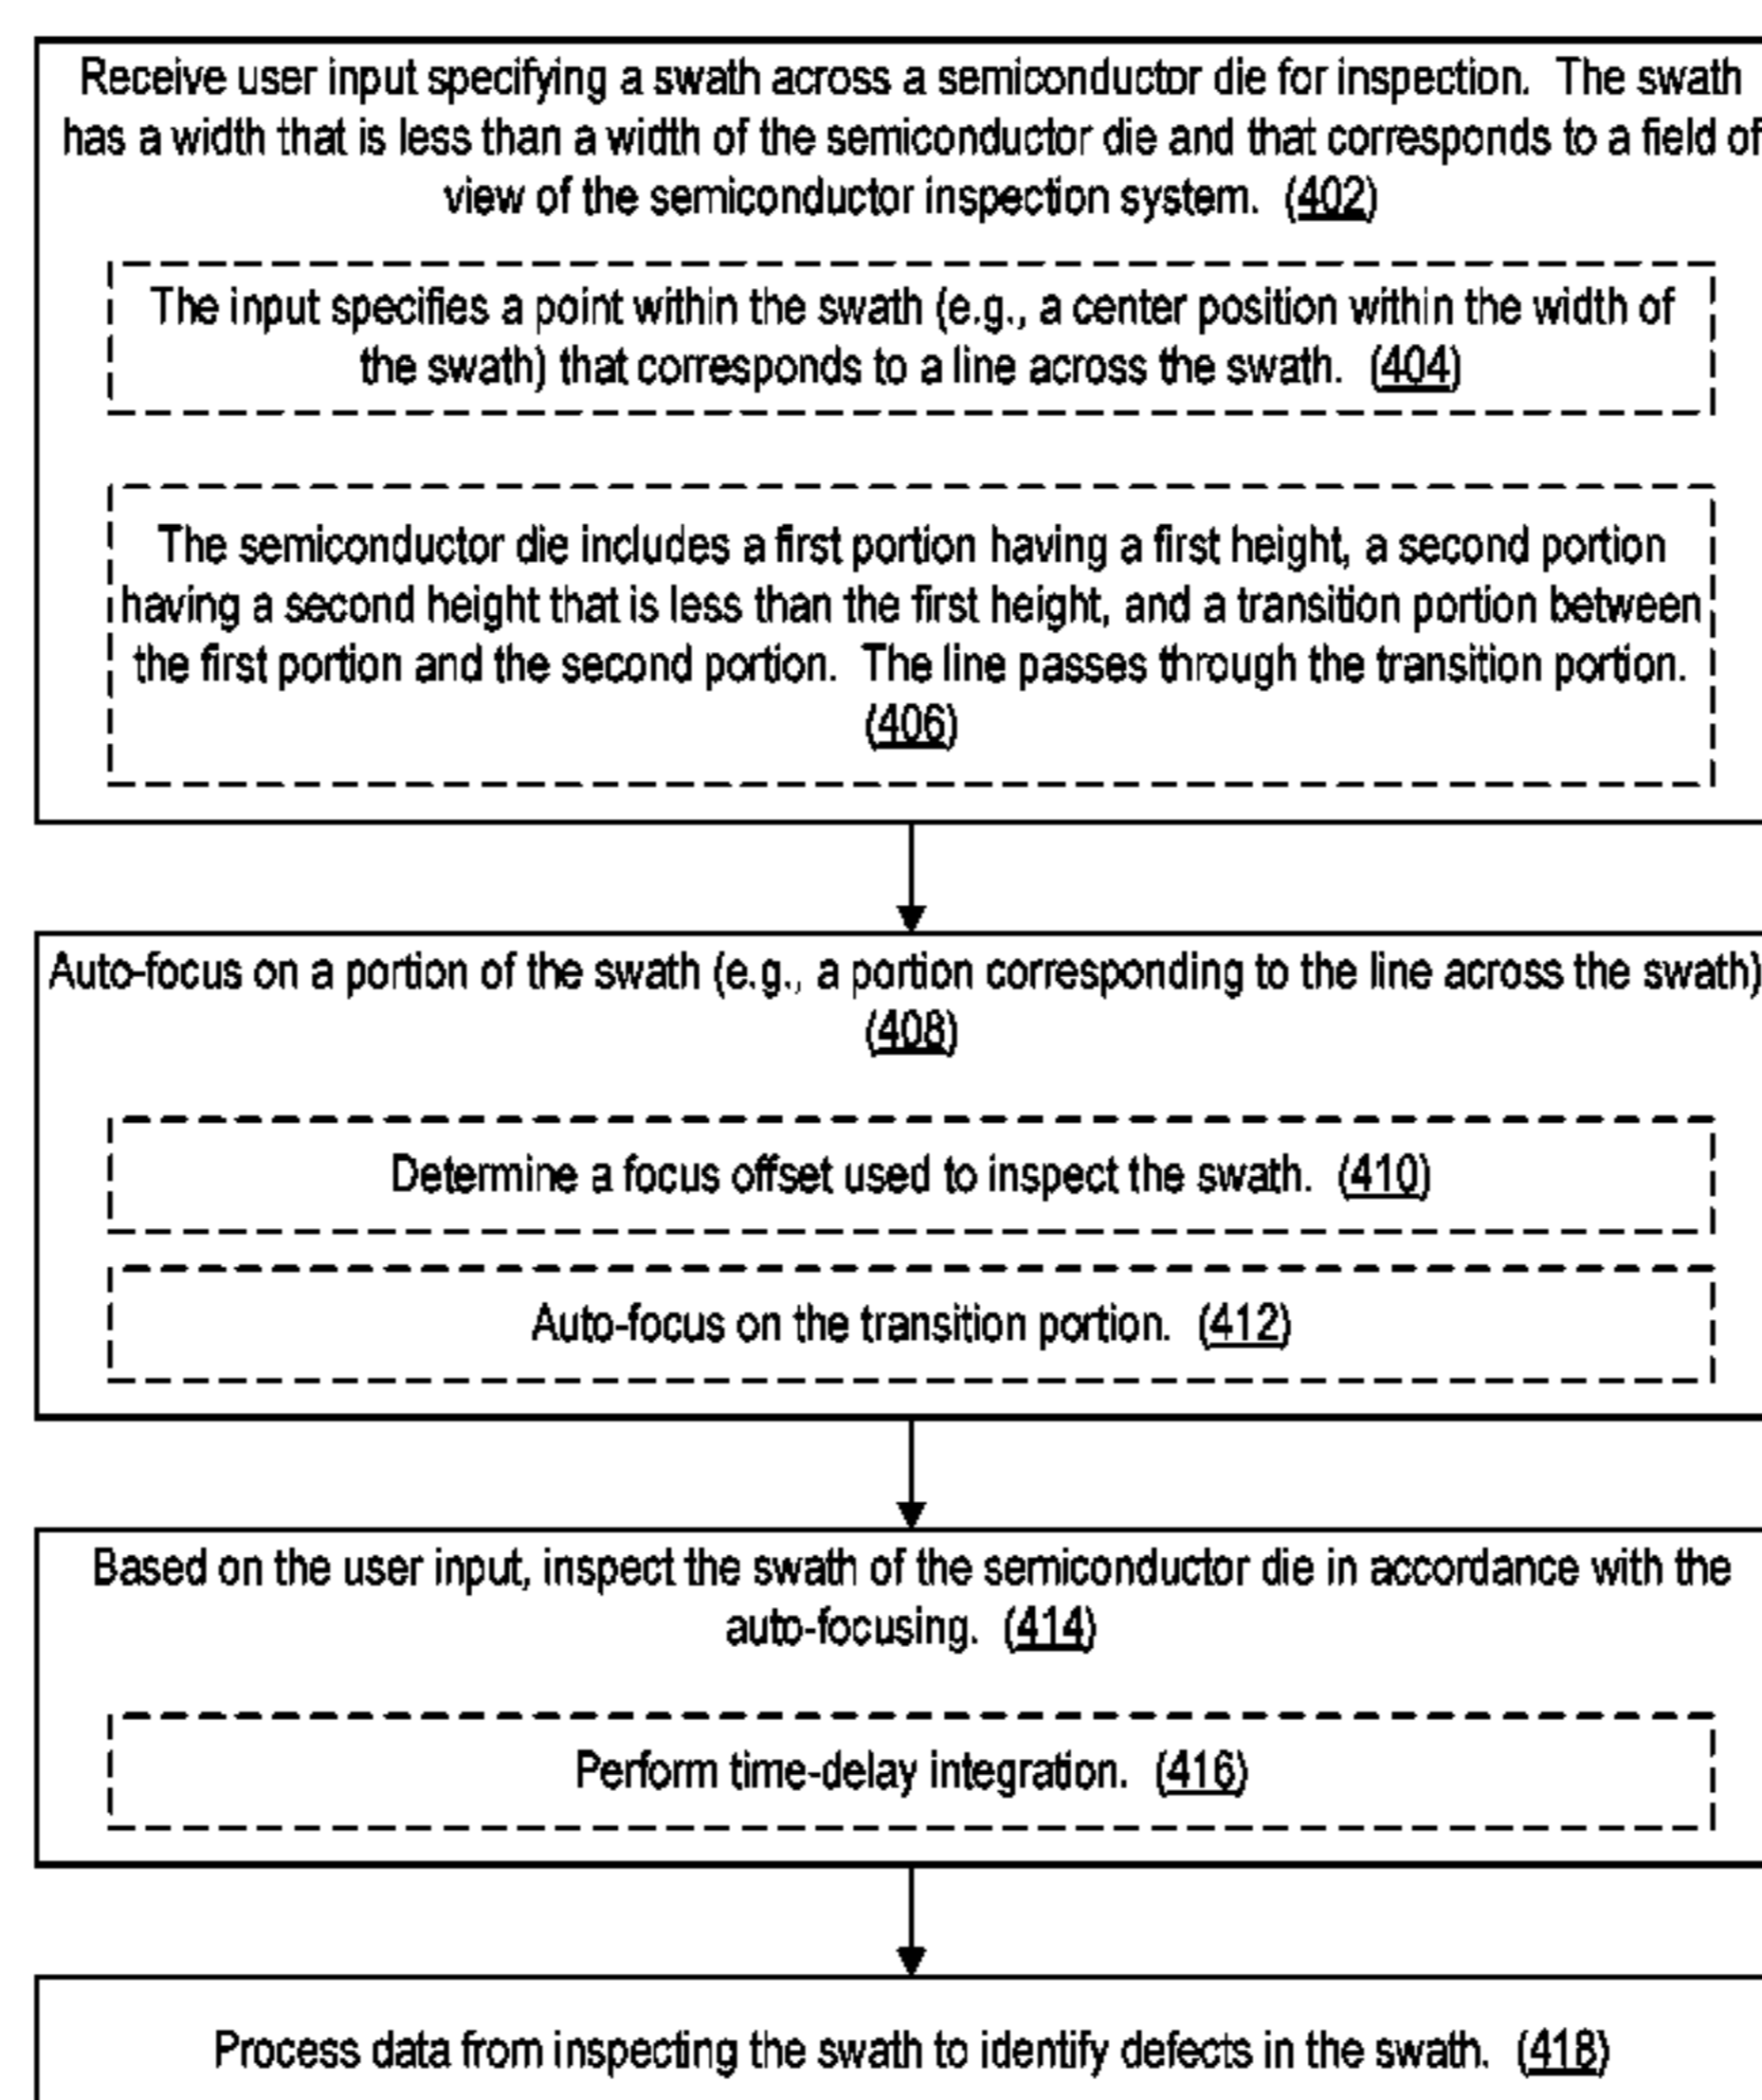 Receive user input specifying a swath across a semiconductor die for inspection. The swath
has a width that is less than a width of the semiconductor die and that corresponds to a field of
view of the semiconductor inspection system. (402)
The input specifies a point within the swath (e.g., a center position within the width of
the swath) that corresponds to a line across the swath. (404)
The semiconductor die includes a first portion having a first height, a second portion
having a second height that is less than the first height, and a transition portion between
the first portion and the second portion. The line passes through the transition portion.
(406)
Auto-focus on a portion of the swath (e.g., a portion corresponding to the line across the swath)
(408)
Determine a focus offset used to inspect the swath. (410)
Auto-focus on the transition portion. (412)
Based on the user input, inspect the swath of the semiconductor die in accordance with the
auto-focusing. (414)
Perform time-delay integration. (416)
Process data from inspecting the swath to identify defects in the swath. (418)